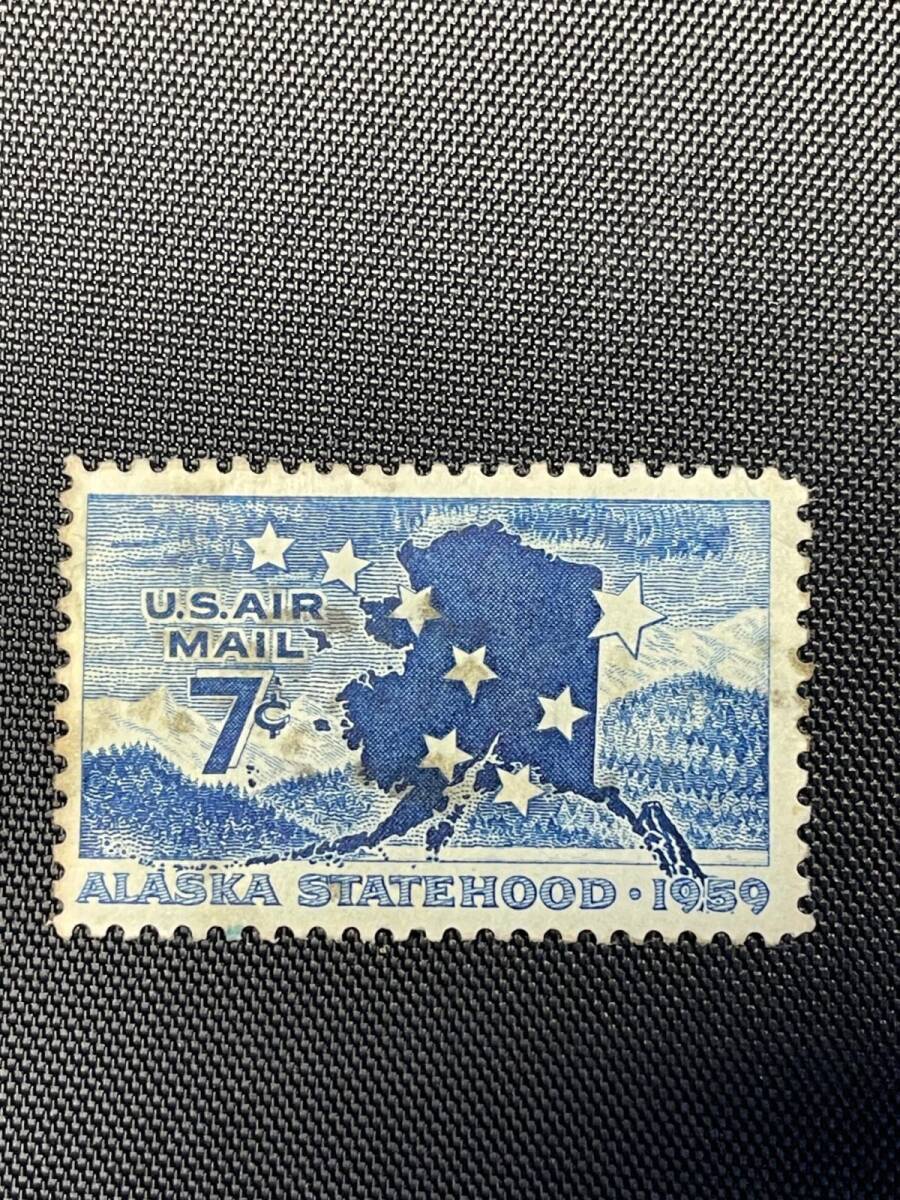 U.S. AIR
MAIL
7¢
ALASKA STATEHOOD · 1959